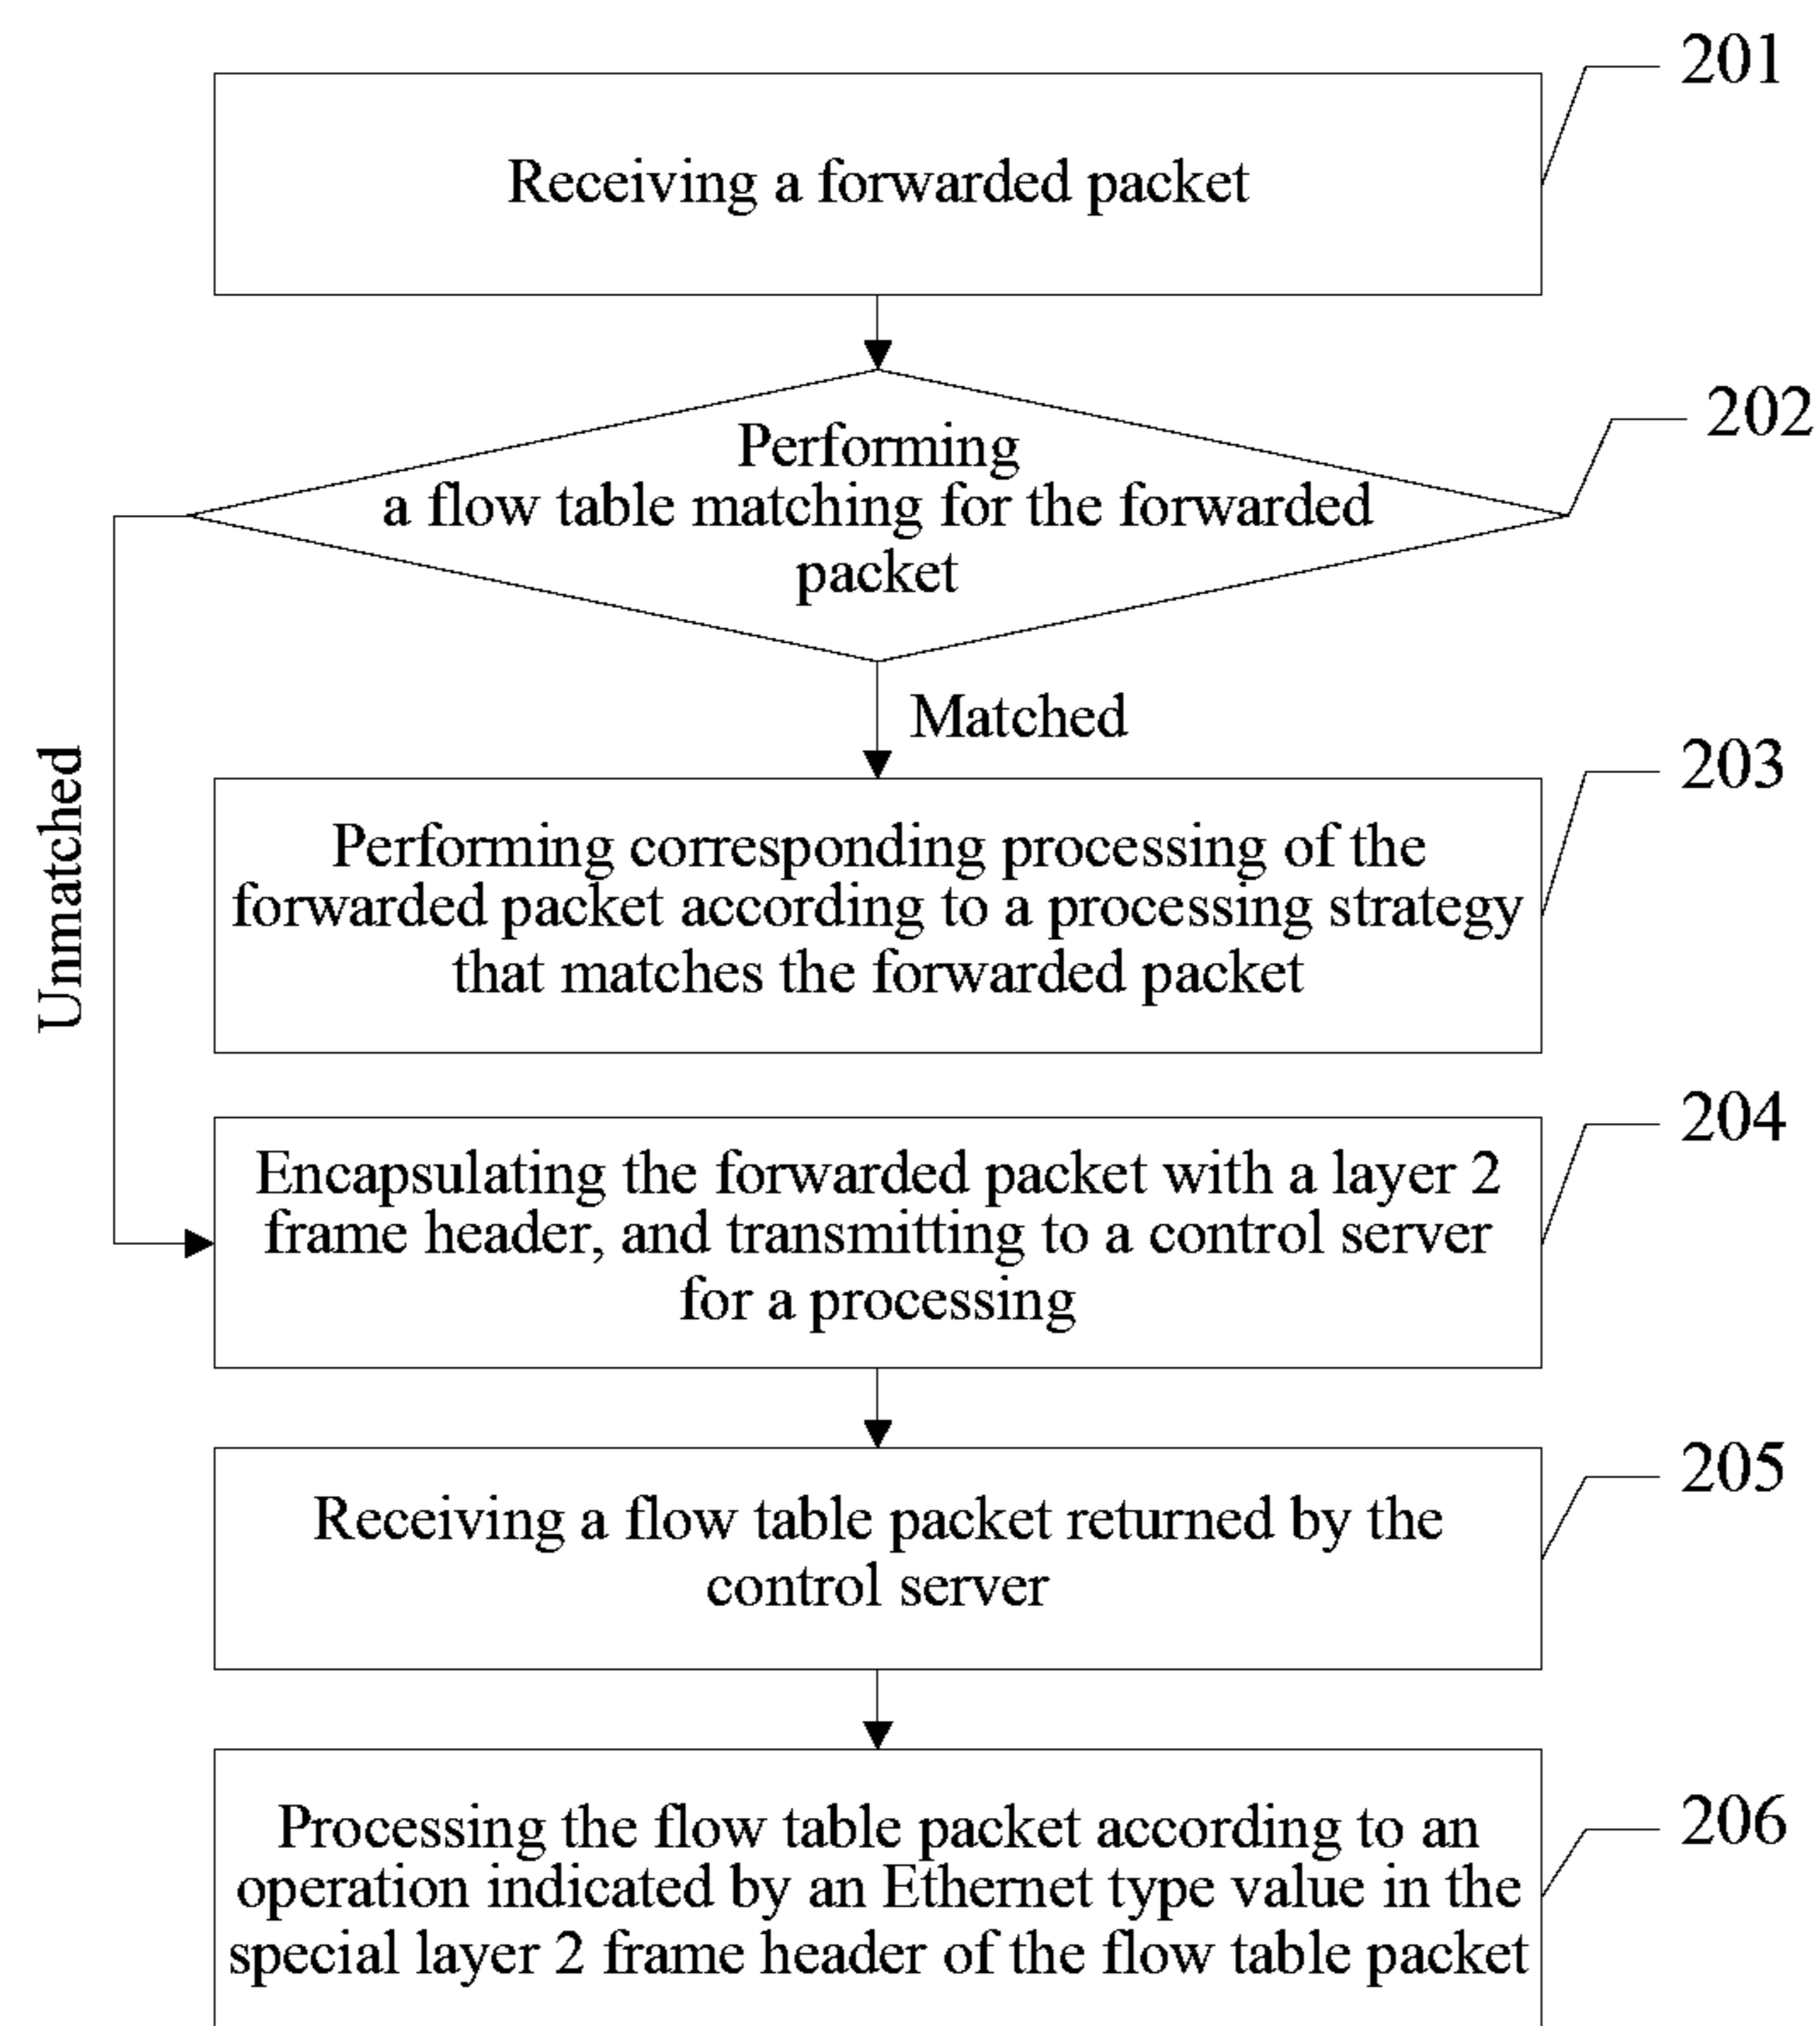 201
Receiving a forwarded packet
202
Performing
a flow table matching for the forwarded
packet
Matched
Unmatched
203
Performing corresponding processing of the
forwarded packet according to a processing strategy
that matches the forwarded packet
204
Encapsulating the forwarded packet with a layer 2
frame header, and transmitting to a control server
for a processing
205
Receiving a flow table packet returned by the
control server
206
Processing the flow table packet according to an
operation indicated by an Ethernet type value in the
special layer 2 frame header of the flow table packet